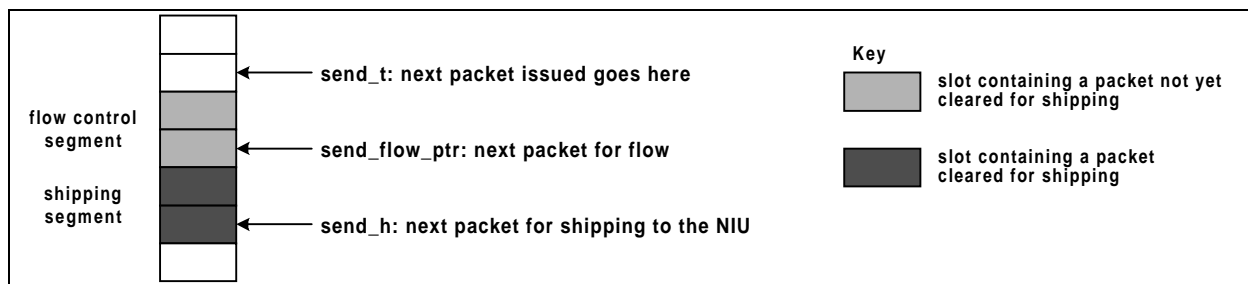 send_t: next packet issued goes here
flow control
segment
send_flow_ptr: next packet for flow
shipping
segment
send_h: next packet for shipping to the NIU
Key
slot containing a packet not yet
cleared for shipping
slot containing a packet
cleared for shipping